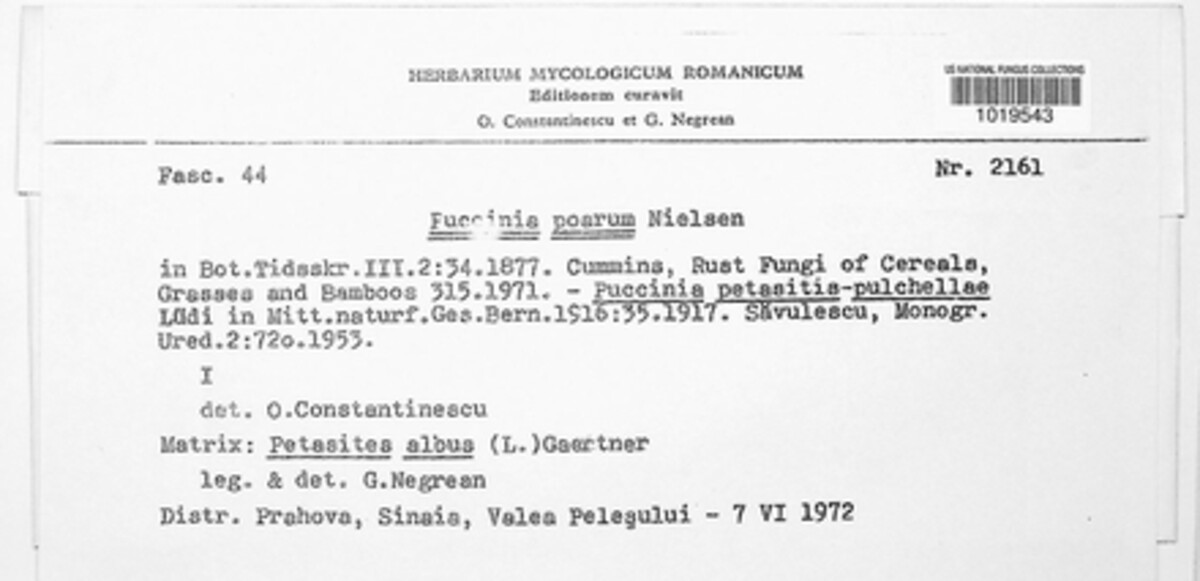 HERBARIUM MYCOLOGICUM ROMANICUM
Editionem curavit
O. Constantinescu et G. Negrean
US NATIONAL FUNGUS COLLECTIONS
1019543
Fasc. 44
Nr. 2161
Puccinia poarum Nielsen
in Bot.Tidsskr.III.2:34.1877. Cummins, Rust Fungi of Cereals,
Grasses and Bamboos 315.1971. - Puccinia petasitis-pulchellae
Lüdi in Mitt.naturf.Ges.Bern.1916:35.1917. Săvulescu, Monogr.
Ured.2:72o.1953.
I
det. O.Constantinescu
Matrix: Petasites albus (L.)Gaertner
leg. & det. G.Negrean
Distr. Prahova, Sinaia, Valea Peleşului - 7 VI 1972